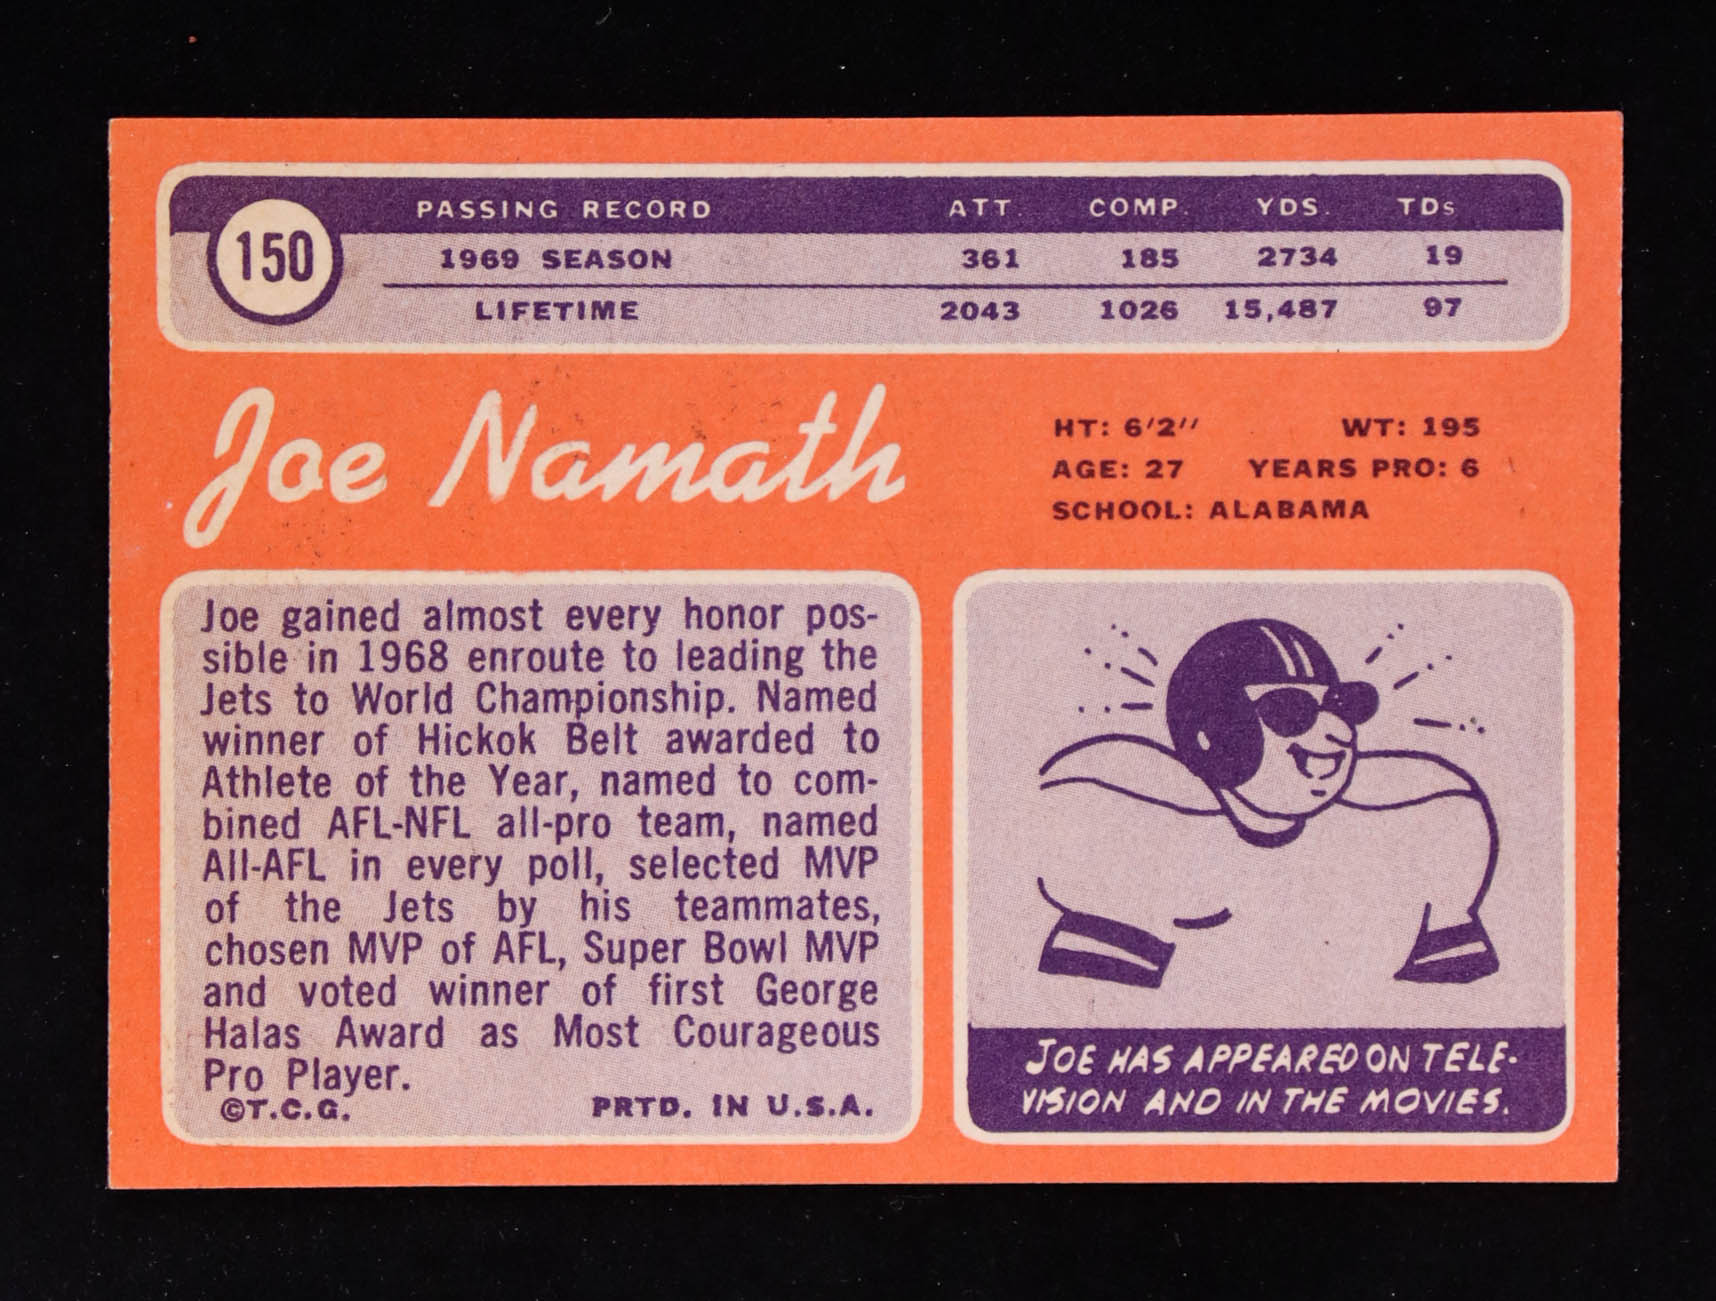 150
PASSING RECORD ATT. COMP. YDS. TDs
1969 SEASON 361 185 2734 19
LIFETIME 2043 1026 15,487 97
Joe Namath
HT: 6'2'' WT: 195
AGE: 27 YEARS PRO: 6
SCHOOL: ALABAMA
Joe gained almost every honor pos-
sible in 1968 enroute to leading the
Jets to World Championship. Named
winner of Hickok Belt awarded to
Athlete of the Year, named to com-
bined AFL-NFL all-pro team, named
All-AFL in every poll, selected MVP
of the Jets by his teammates,
chosen MVP of AFL, Super Bowl MVP
and voted winner of first George
Halas Award as Most Courageous
Pro Player.
©T.C.G. PRTD. IN U.S.A.
JOE HAS APPEARED ON TELE-
VISION AND IN THE MOVIES.